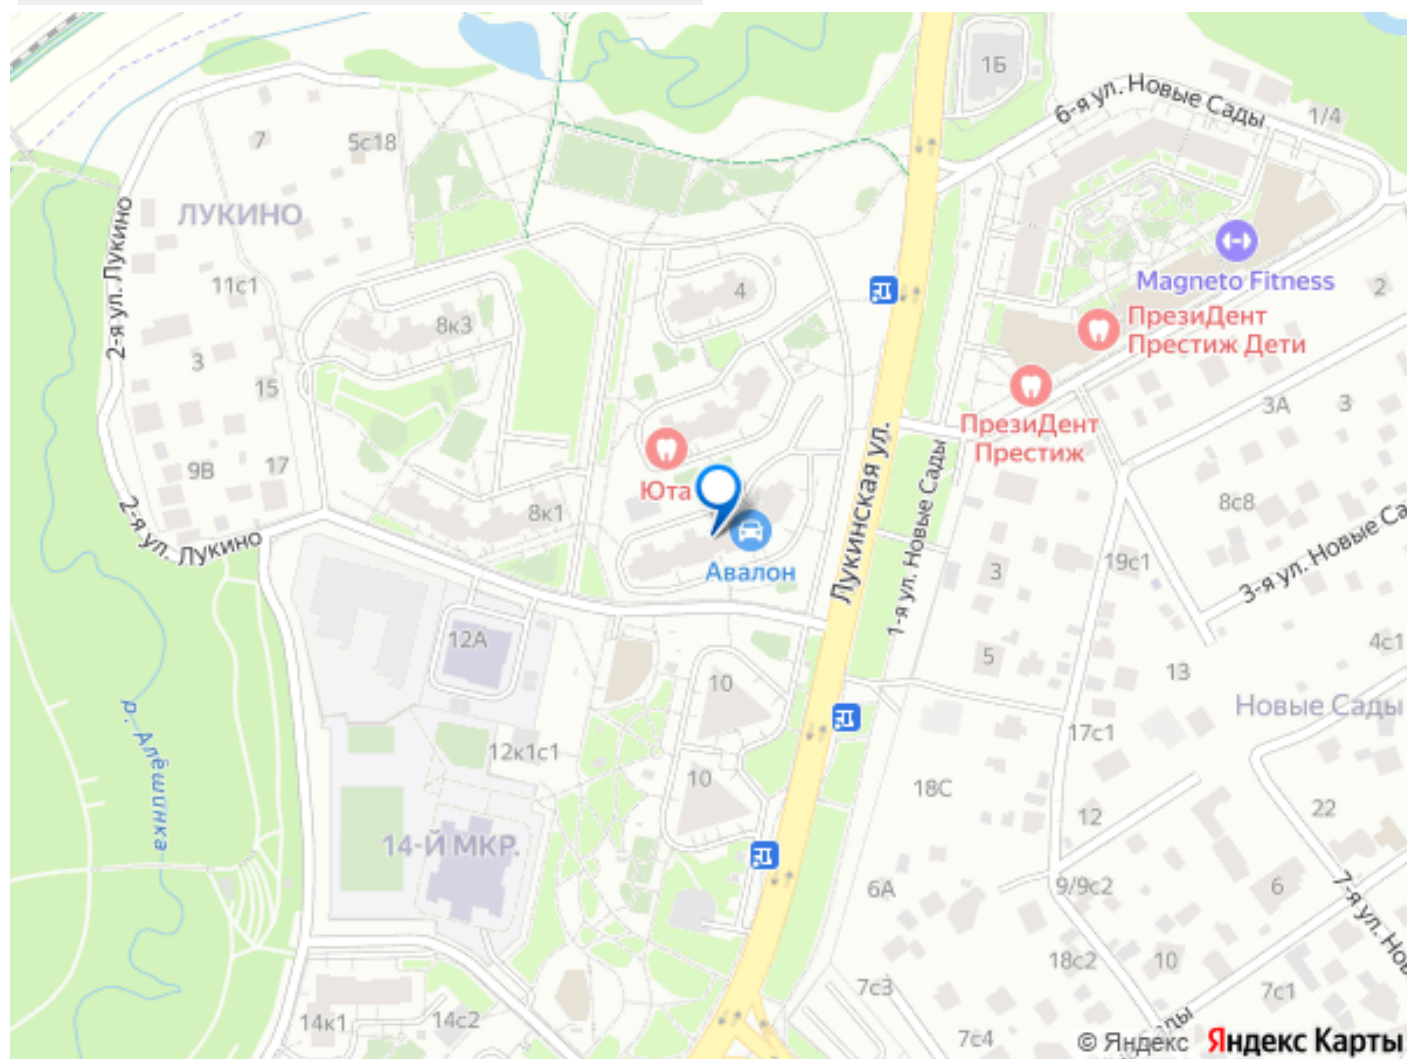 1Б
6-я ул. Новые Сады
1/4
7
5с18
2-я ул. Лукино
ЛУКИНО
Magneto Fitness
11с1
4
2
8к3
ПрезиДент
Престиж Дети
3
15
ПрезиДент
Престиж
3А
3
Лукинская ул.
1-я ул. Новые Сады
9В
17
Юта
8к1
8с8
2-я ул. Лукино
Авалон
3
19с1
3-я ул. Новые Са
12А
5
13
4с1
10
Новые Сады
р. Алёшинка
12к1с1
17с1
10
18С
12
22
14-Й МКР.
6А
9/9с2
6
7-я ул. Но
18с2
10
7с3
7с1
14к1
14с2
7с4
Сады
© Яндекс
Яндекс Карты